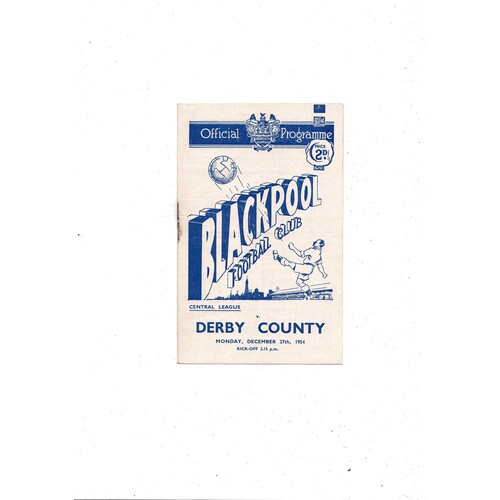 Official Programme
PRICE
2D.
BLACKPOOL
FOOTBALL CLUB
CENTRAL LEAGUE
v.
DERBY COUNTY
MONDAY, DECEMBER 27th, 1954
KICK-OFF 2.15 p.m.